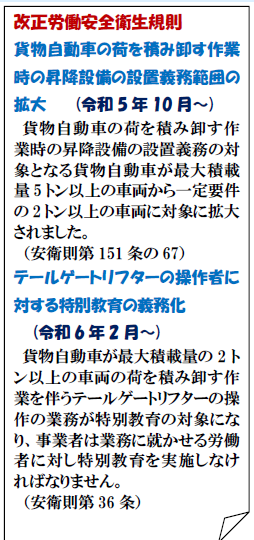 改正労働安全衛生規則
貨物自動車の荷を積み卸す作業
時の昇降設備の設置義務範囲の
拡大　（令和5年10月～）
貨物自動車の荷を積み卸す作
業時の昇降設備の設置義務の対
象となる貨物自動車が最大積載
量5トン以上の車両から一定要件
の2トン以上の車両に対象に拡大
されました。
（安衛則第151条の67）
テールゲートリフターの操作者に
対する特別教育の義務化
（令和6年2月～）
貨物自動車が最大積載量の2ト
ン以上の車両の荷を積み卸す作
業を伴うテールゲートリフターの操
作の業務が特別教育の対象にな
り、事業者は業務に就かせる労働
者に対し特別教育を実施しなけ
ればなりません。
（安衛則第36条）